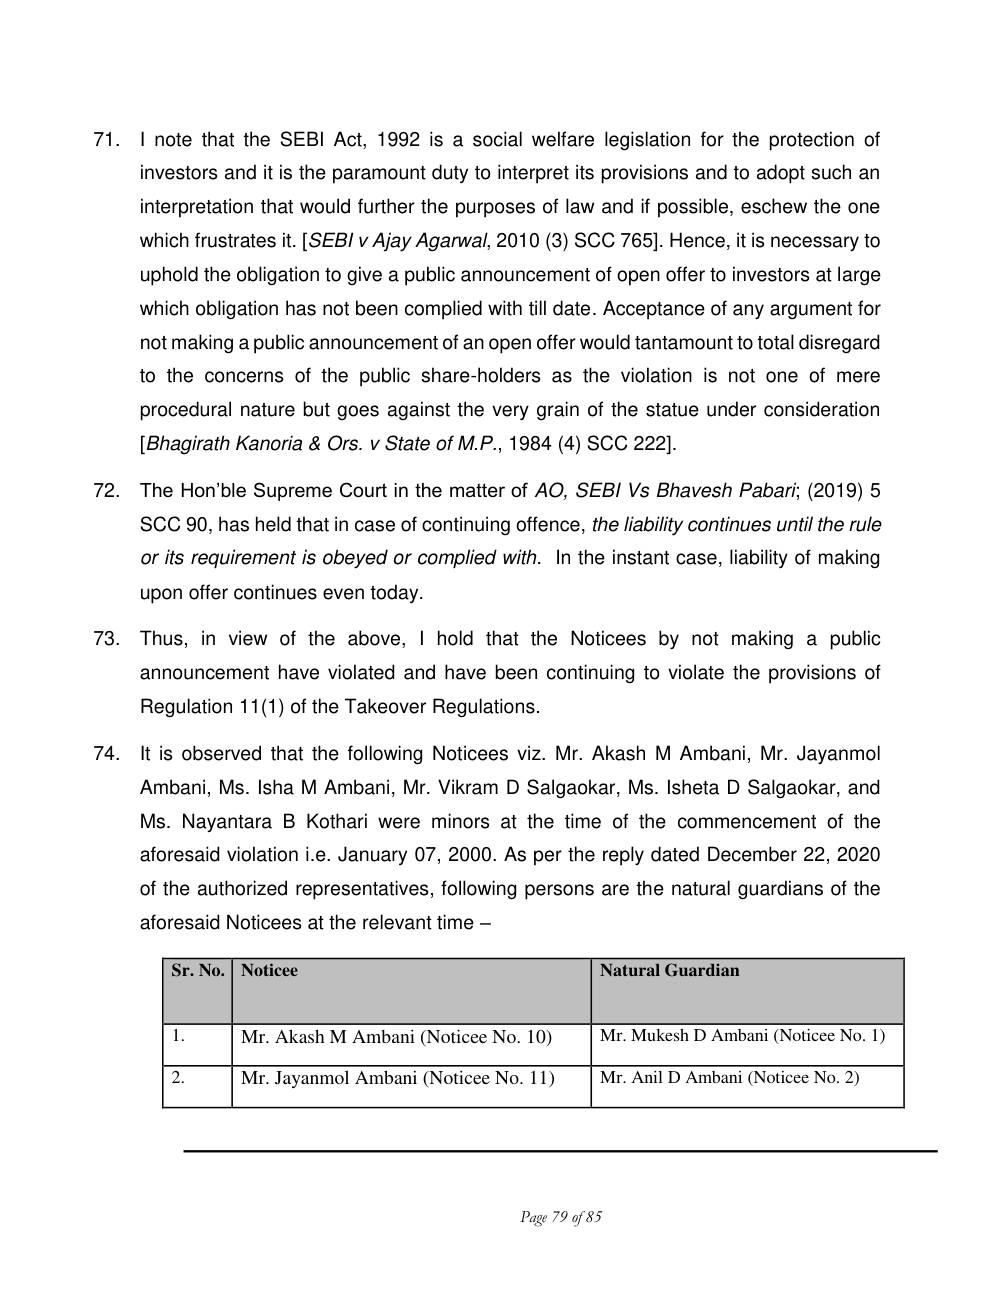 71. I note that the SEBI Act, 1992 is a social welfare legislation for the protection of
investors and it is the paramount duty to interpret its provisions and to adopt such an
interpretation that would further the purposes of law and if possible, eschew the one
which frustrates it. [SEBI v Ajay Agarwal, 2010 (3) SCC 765]. Hence, it is necessary to
uphold the obligation to give a public announcement of open offer to investors at large
which obligation has not been complied with till date. Acceptance of any argument for
not making a public announcement of an open offer would tantamount to total disregard
to the concerns of the public share-holders as the violation is not one of mere
procedural nature but goes against the very grain of the statue under consideration
[Bhagirath Kanoria & Ors. v State of M.P., 1984 (4) SCC 222].
72. The Hon’ble Supreme Court in the matter of AO, SEBI Vs Bhavesh Pabari; (2019) 5
SCC 90, has held that in case of continuing offence, the liability continues until the rule
or its requirement is obeyed or complied with. In the instant case, liability of making
upon offer continues even today.
73. Thus, in view of the above, I hold that the Noticees by not making a public
announcement have violated and have been continuing to violate the provisions of
Regulation 11(1) of the Takeover Regulations.
74. It is observed that the following Noticees viz. Mr. Akash M Ambani, Mr. Jayanmol
Ambani, Ms. Isha M Ambani, Mr. Vikram D Salgaokar, Ms. Isheta D Salgaokar, and
Ms. Nayantara B Kothari were minors at the time of the commencement of the
aforesaid violation i.e. January 07, 2000. As per the reply dated December 22, 2020
of the authorized representatives, following persons are the natural guardians of the
aforesaid Noticees at the relevant time –
Sr. No. Noticee Natural Guardian
1. Mr. Akash M Ambani (Noticee No. 10) Mr. Mukesh D Ambani (Noticee No. 1)
2. Mr. Jayanmol Ambani (Noticee No. 11) Mr. Anil D Ambani (Noticee No. 2)
Page 79 of 85